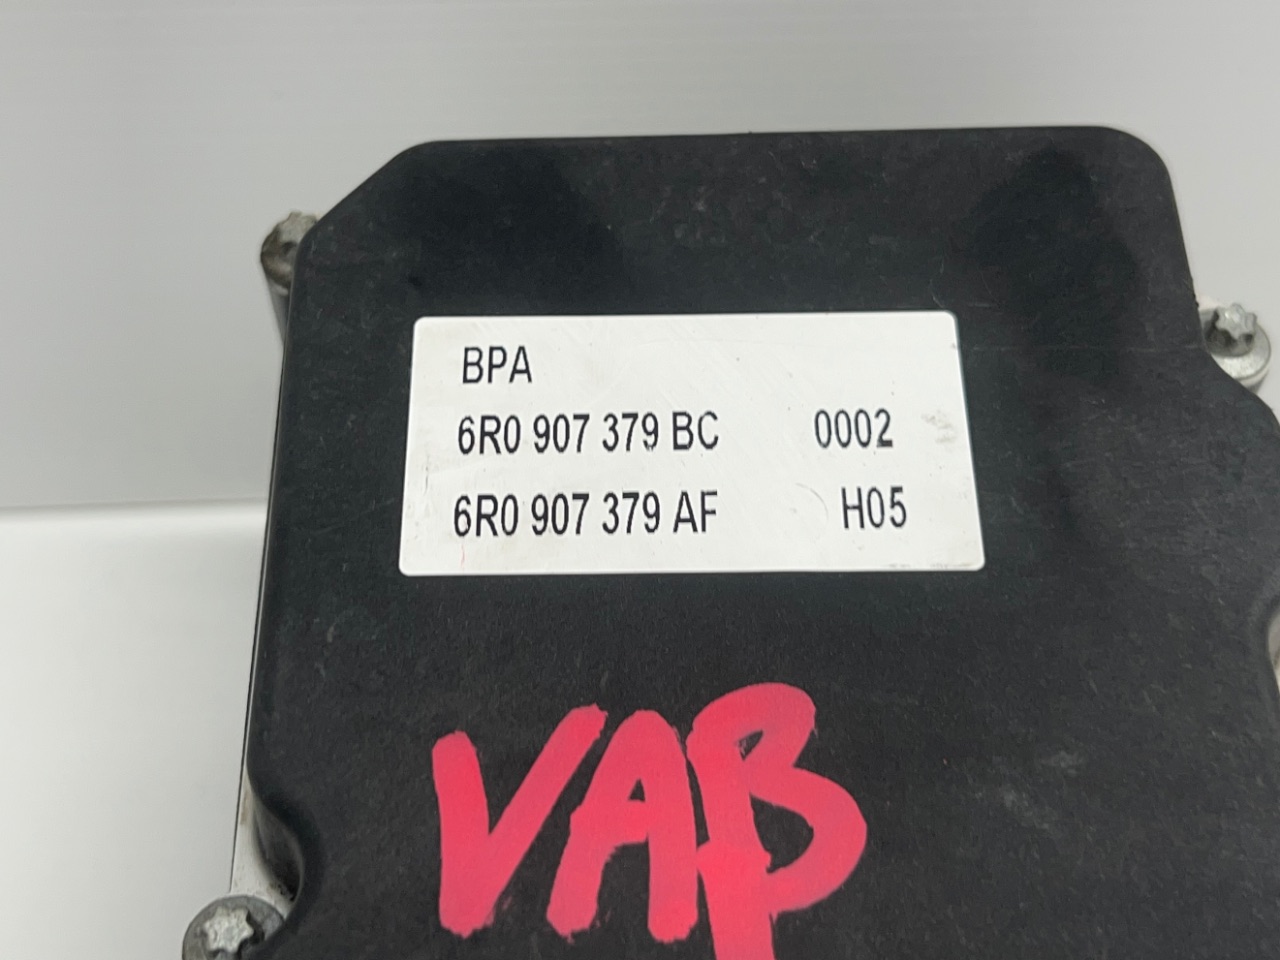 BPA
6R0 907 379 BC 0002
6R0 907 379 AF H05
VAB